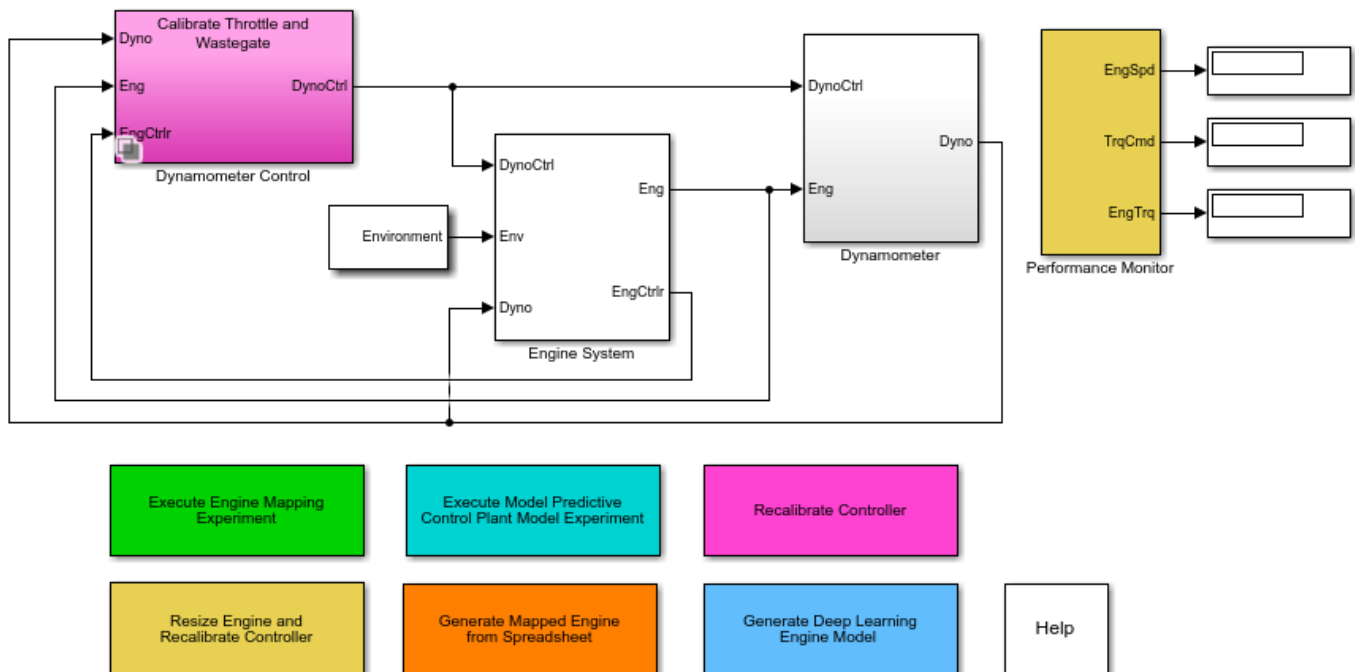 Calibrate Throttle and
Wastegate
Dyno
Eng
EngCtrlr
DynoCtrl
Dynamometer Control
Environment
DynoCtrl
Env
Dyno
Eng
EngCtrlr
Engine System
DynoCtrl
Eng
Dyno
Dynamometer
EngSpd
TrqCmd
EngTrq
Performance Monitor
Execute Engine Mapping
Experiment
Execute Model Predictive
Control Plant Model Experiment
Recalibrate Controller
Resize Engine and
Recalibrate Controller
Generate Mapped Engine
from Spreadsheet
Generate Deep Learning
Engine Model
Help